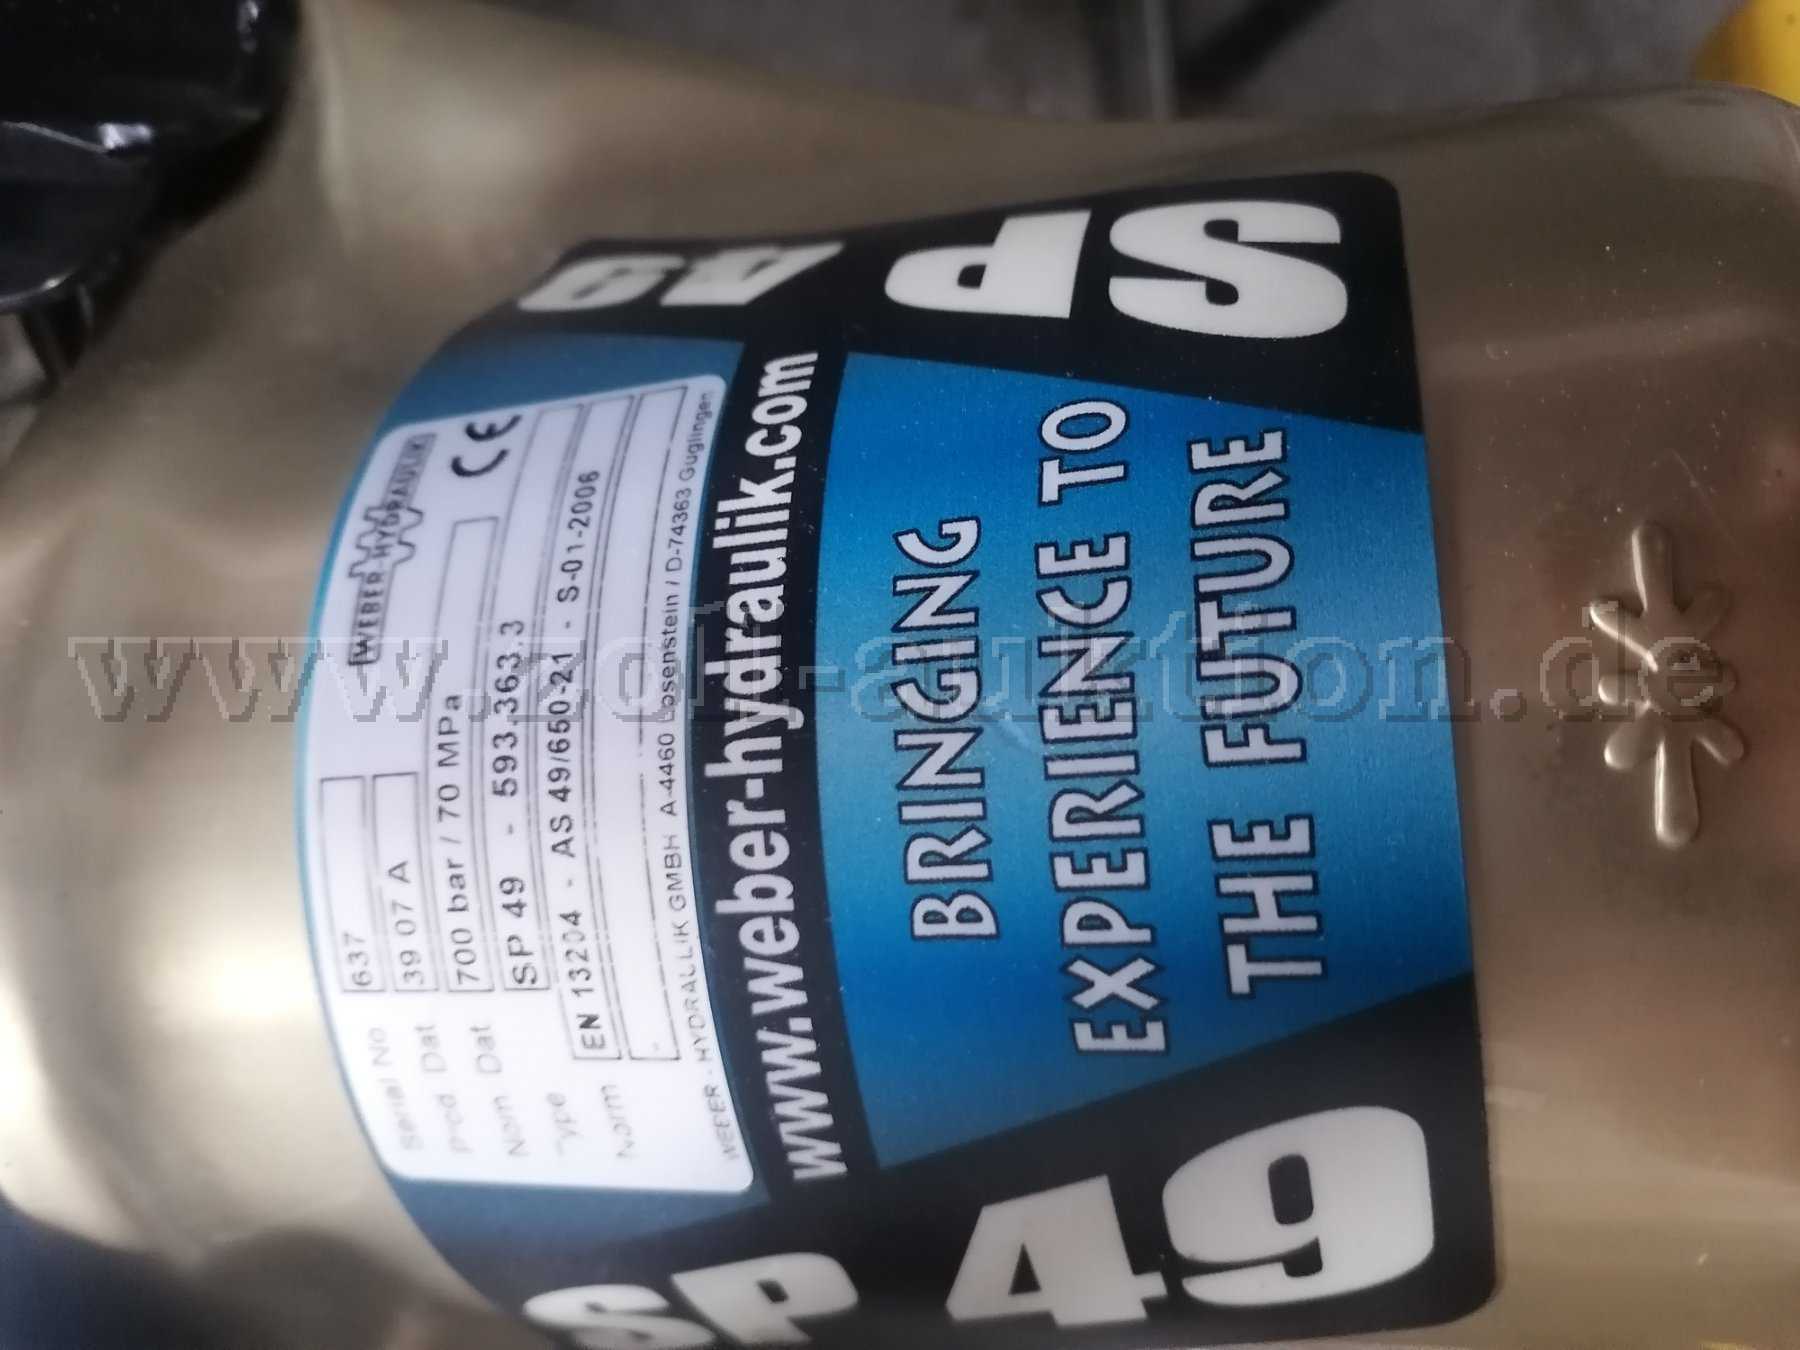 SP 49
WEBER-HYDRAULIK
CE
Serial No 637
Prod Dat 39 07 A
Nom Dat 700 bar / 70 MPa
Type SP 49 - 593.363.3
Norm EN 13204 - AS 49/650-21 - S-01-2006
-
WEBER - HYDRAULIK GMBH A-4460 Losenstein / D-74363 Güglingen
www.weber-hydraulik.com
BRINGING
EXPERIENCE TO
THE FUTURE
SP 49
www.zoll-auktion.de